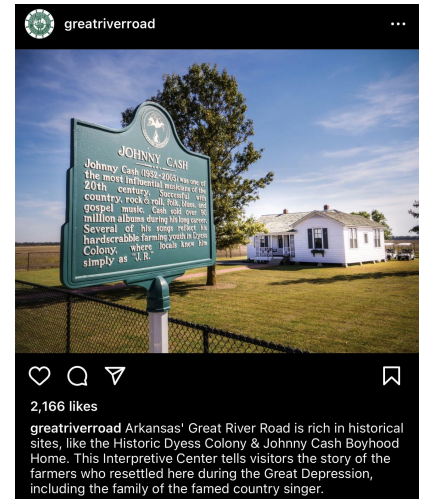 greatriverroad
JOHNNY CASH
Johnny Cash (1932-2003) was one of
the most influential musicians of the
20th century. Successful with
country, rock & roll, folk, blues, and
gospel music, Cash sold over 90
million albums during his long career.
Several of his songs reflect his
hardscrabble farming youth in Dyess
Colony, where locals knew him
simply as "J. R."
2,166 likes
greatriverroad Arkansas' Great River Road is rich in historical
sites, like the Historic Dyess Colony & Johnny Cash Boyhood
Home. This Interpretive Center tells visitors the story of the
farmers who resettled here during the Great Depression,
including the family of the famed country singer.